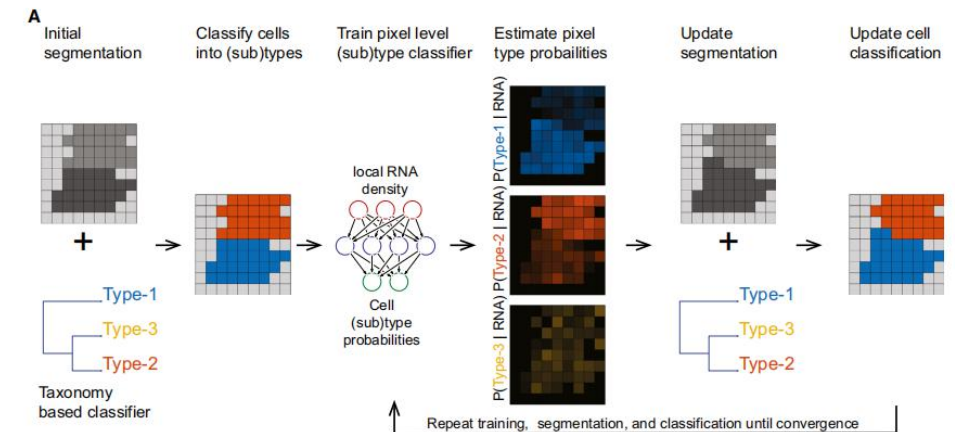 A
Initial
segmentation
Classify cells
into (sub)types
Train pixel level
(sub)type classifier
Estimate pixel
type probailities
Update
segmentation
Update cell
classification
+
Type-1
Type-3
Type-2
Taxonomy
based classifier
local RNA
density
Cell
(sub)type
probabilities
P(Type-1 | RNA)
P(Type-2 | RNA)
P(Type-3 | RNA)
+
Type-1
Type-3
Type-2
Repeat training, segmentation, and classification until convergence